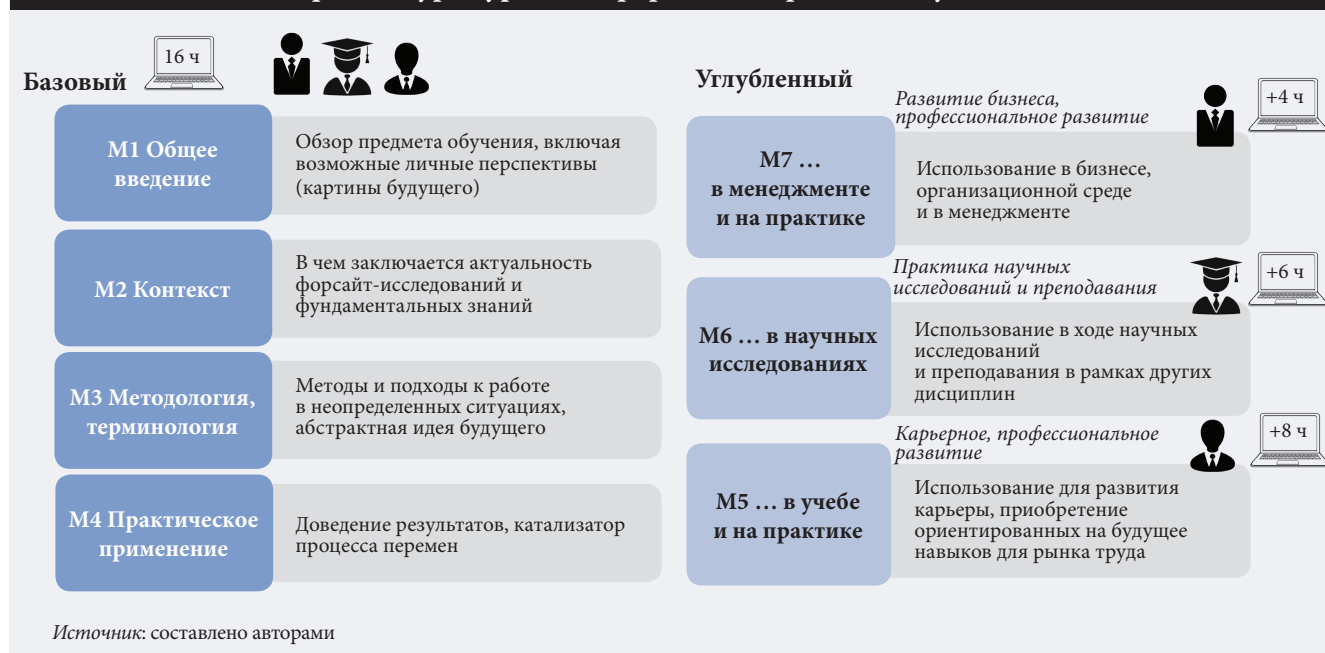 Базовый
16 ч
М1 Общее
введение
Обзор предмета обучения, включая
возможные личные перспективы
(картины будущего)
М2 Контекст
В чем заключается актуальность
форсайт-исследований и
фундаментальных знаний
М3 Методология,
терминология
Методы и подходы к работе
в неопределенных ситуациях,
абстрактная идея будущего
М4 Практическое
применение
Доведение результатов, катализатор
процесса перемен
Углубленный
Развитие бизнеса,
профессиональное развитие
+4 ч
М7 …
в менеджменте
и на практике
Использование в бизнесе,
организационной среде
и в менеджменте
Практика научных
исследований и преподавания
+6 ч
М6 … в научных
исследованиях
Использование в ходе научных
исследований
и преподавания в рамках других
дисциплин
Карьерное, профессиональное
развитие
+8 ч
М5 … в учебе
и на практике
Использование для развития
карьеры, приобретение
ориентированных на будущее
навыков для рынка труда
Источник: составлено авторами